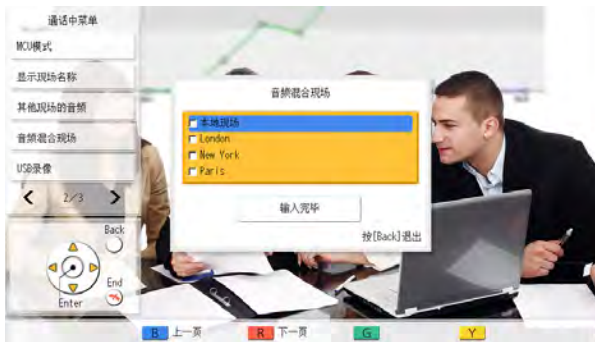 通话中菜单
MCU模式
显示现场名称
其他现场的音频
音频混合现场
USB录像
2/3
Back
End
Enter
音频混合现场
本地现场
London
New York
Paris
输入完毕
按[Back]退出
B 上一页 R 下一页 G Y